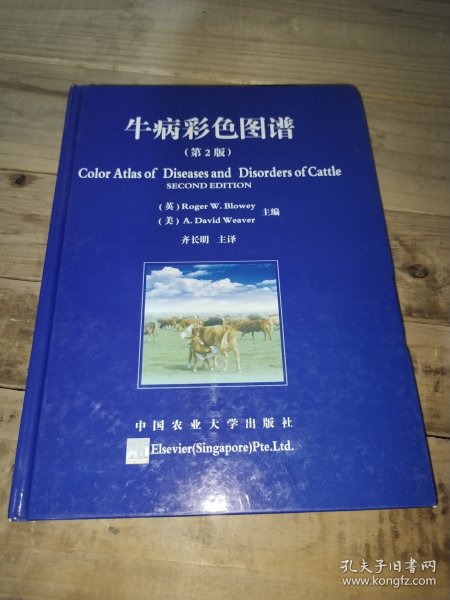 牛病彩色图谱
(第2版)
Color Atlas of Diseases and Disorders of Cattle
SECOND EDITION
(英) Roger W. Blowey
(美) A. David Weaver
主编
齐长明 主译
中国农业大学出版社
Elsevier(Singapore)Pte.Ltd.
孔夫子旧书网
www.kongfz.com